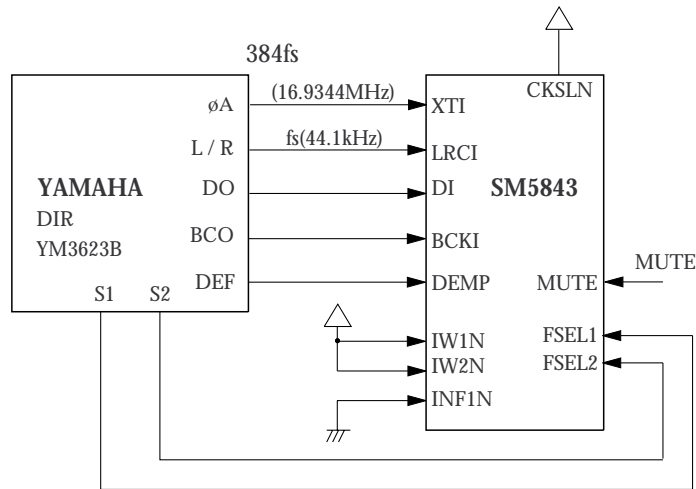 384fs
CKSLN
øA
(16.9344MHz)
XTI
L / R
fs(44.1kHz)
LRCI
YAMAHA
DO
DI
SM5843
DIR
YM3623B
BCO
BCKI
DEF
DEMP
MUTE
MUTE
S1
S2
IW1N
FSEL1
IW2N
FSEL2
INF1N